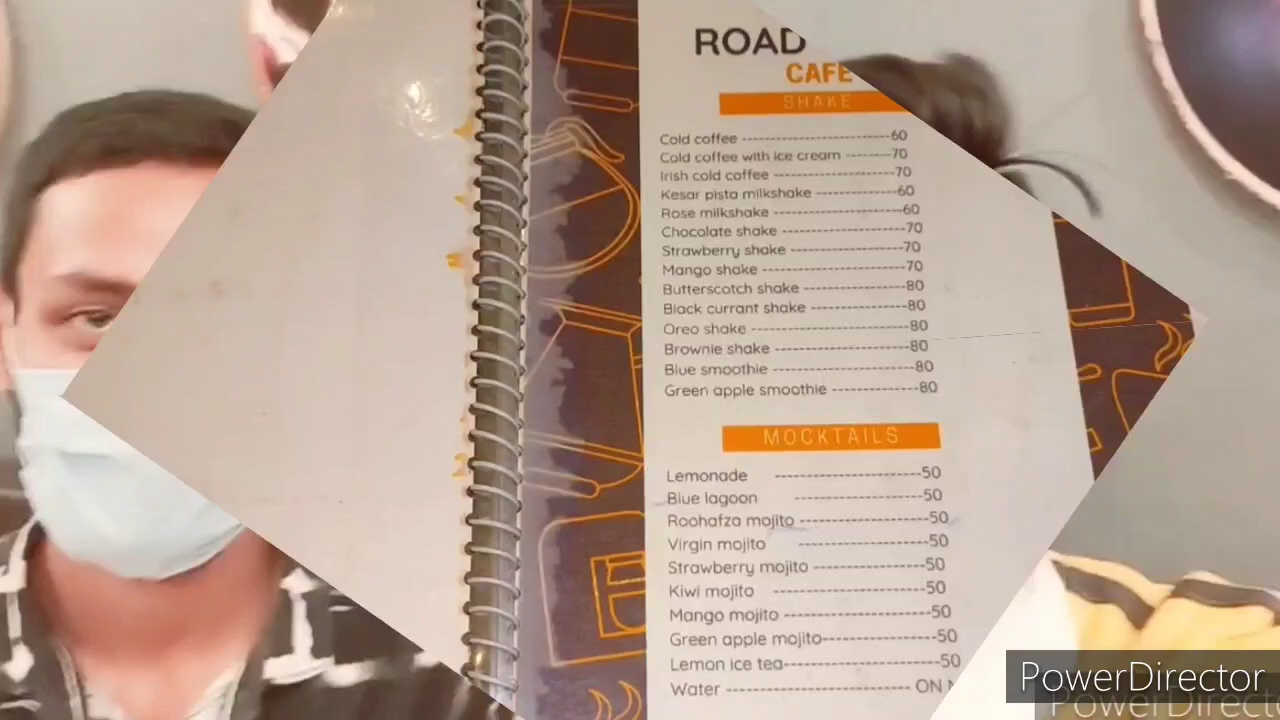 ROAD
CAFE
SHAKE
Cold coffee --------------------------60
Cold coffee with ice cream --------70
Irish cold coffee ---------------------70
Kesar pista milkshake --------------60
Rose milkshake ----------------------60
Chocolate shake ---------------------70
Strawberry shake -------------------70
Mango shake ------------------------70
Butterscotch shake -----------------80
Black currant shake ----------------80
Oreo shake ---------------------------80
Brownie shake -----------------------80
Blue smoothie ------------------------80
Green apple smoothie --------------80
MOCKTAILS
Lemonade ----------------------50
Blue lagoon -------------------50
Roohafza mojito -------------------50
Virgin mojito -------------------50
Strawberry mojito -----------------50
Kiwi mojito ----------------------50
Mango mojito ----------------------50
Green apple mojito-----------------50
Lemon ice tea-----------------------50
Water --------------------------- ON
PowerDirector